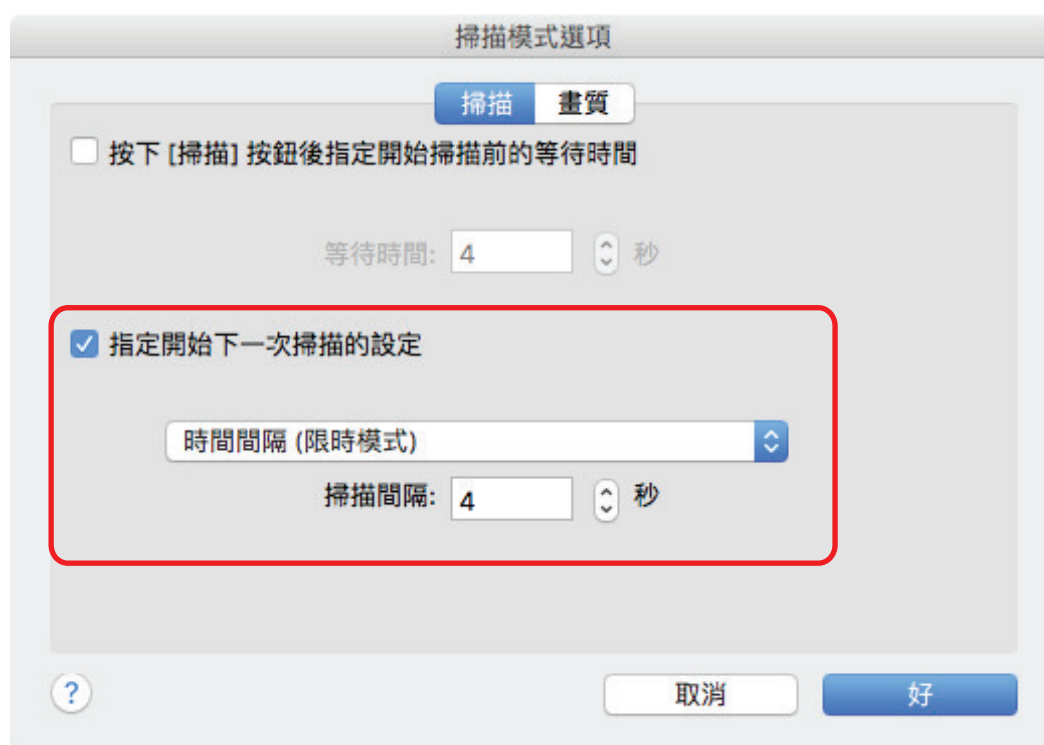 掃描模式選項
掃描 畫質
按下 [掃描] 按鈕後指定開始掃描前的等待時間
等待時間: 4 秒
指定開始下一次掃描的設定
時間間隔 (限時模式)
掃描間隔: 4 秒
? 取消 好